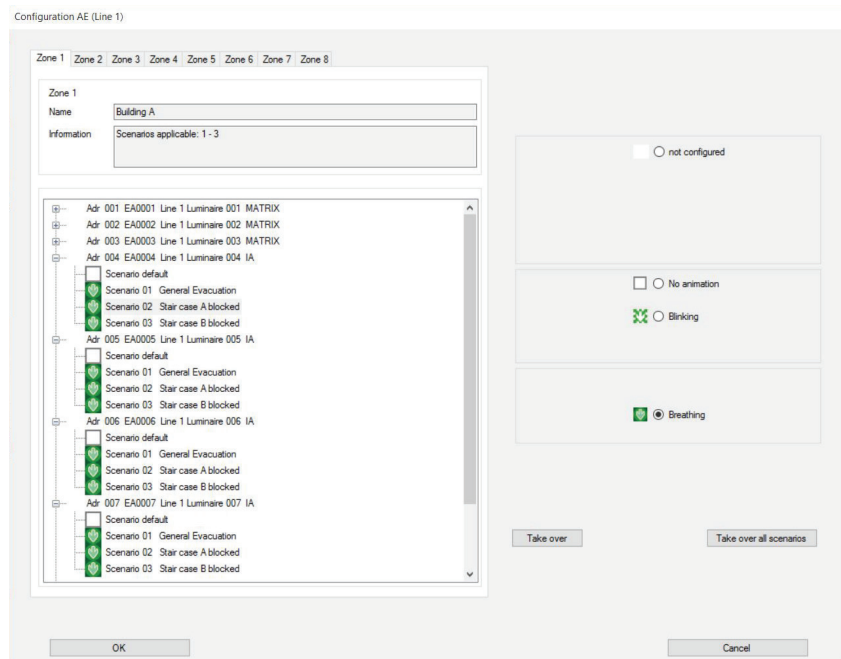 Configuration AE (Line 1)
Zone 1 Zone 2 Zone 3 Zone 4 Zone 5 Zone 6 Zone 7 Zone 8
Zone 1
Name Building A
Information Scenarios applicable: 1 - 3
Adr 001 EA0001 Line 1 Luminaire 001 MATRIX
Adr 002 EA0002 Line 1 Luminaire 002 MATRIX
Adr 003 EA0003 Line 1 Luminaire 003 MATRIX
Adr 004 EA0004 Line 1 Luminaire 004 IA
Scenario default
Scenario 01 General Evacuation
Scenario 02 Stair case A blocked
Scenario 03 Stair case B blocked
Adr 005 EA0005 Line 1 Luminaire 005 IA
Scenario default
Scenario 01 General Evacuation
Scenario 02 Stair case A blocked
Scenario 03 Stair case B blocked
Adr 006 EA0006 Line 1 Luminaire 006 IA
Scenario default
Scenario 01 General Evacuation
Scenario 02 Stair case A blocked
Scenario 03 Stair case B blocked
Adr 007 EA0007 Line 1 Luminaire 007 IA
Scenario default
Scenario 01 General Evacuation
Scenario 02 Stair case A blocked
Scenario 03 Stair case B blocked
not configured
No animation
Blinking
Breathing
Take over
Take over all scenarios
OK
Cancel